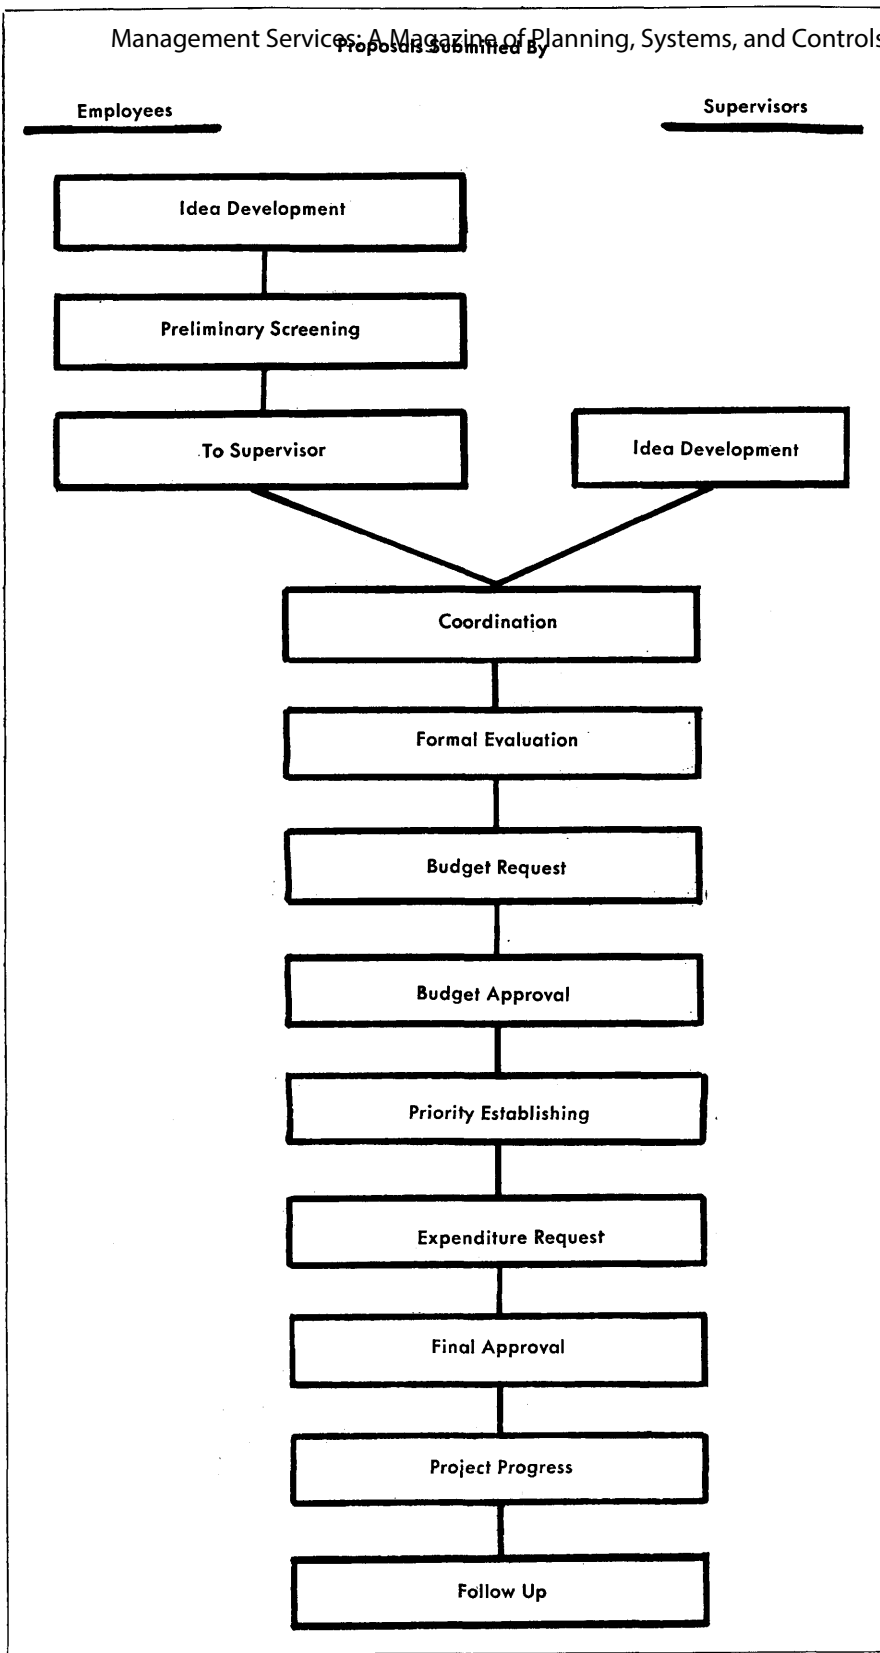 Management Services: A Magazine of Planning, Systems, and Controls
Proposals Submitted By
Employees
Supervisors
Idea Development
Preliminary Screening
To Supervisor
Idea Development
Coordination
Formal Evaluation
Budget Request
Budget Approval
Priority Establishing
Expenditure Request
Final Approval
Project Progress
Follow Up